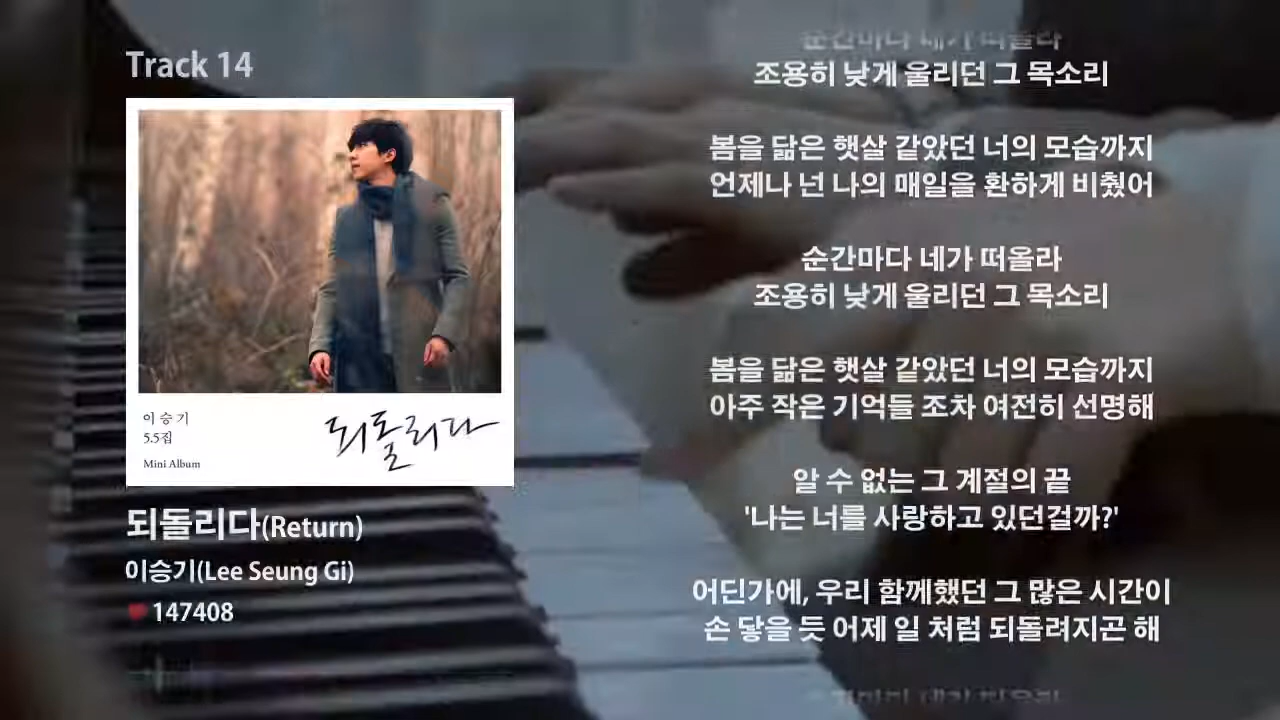 Track 14
이승기
5.5집
Mini Album
되돌리다
되돌리다(Return)
이승기(Lee Seung Gi)
147408
순간마다 네가 떠올라
조용히 낮게 울리던 그 목소리
봄을 닮은 햇살 같았던 너의 모습까지
언제나 넌 나의 매일을 환하게 비췄어
순간마다 네가 떠올라
조용히 낮게 울리던 그 목소리
봄을 닮은 햇살 같았던 너의 모습까지
아주 작은 기억들 조차 여전히 선명해
알 수 없는 그 계절의 끝
'나는 너를 사랑하고 있던걸까?'
어딘가에, 우리 함께했던 그 많은 시간이
손 닿을 듯 어제 일 처럼 되돌려지곤 해